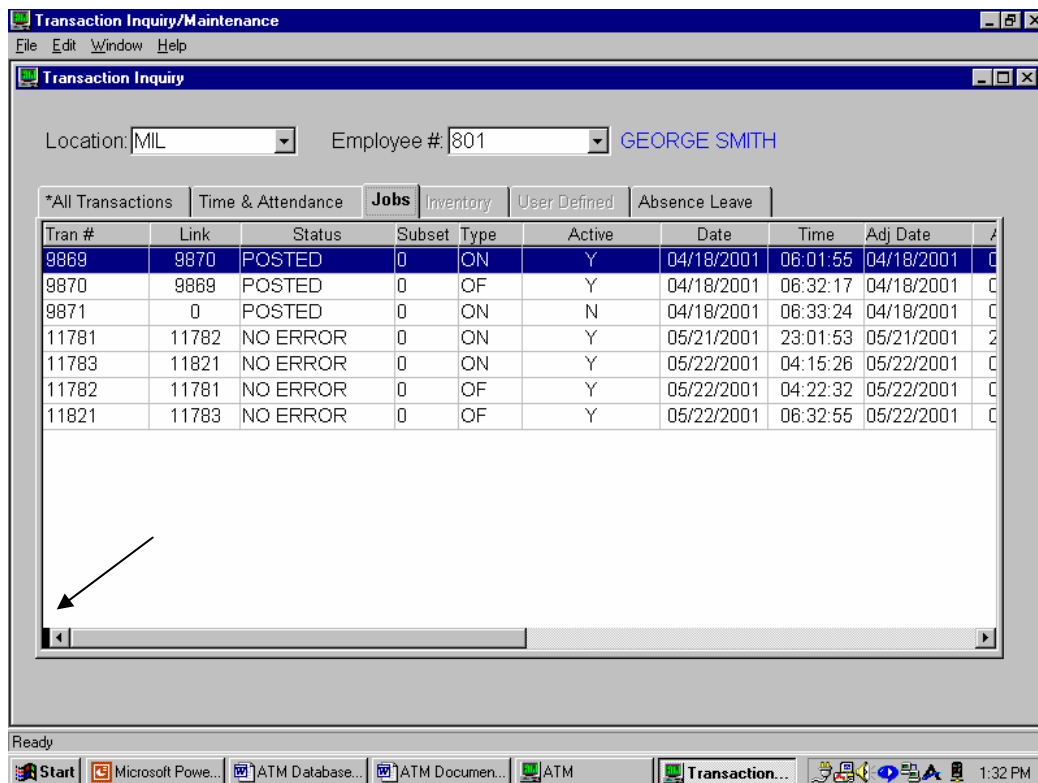 Transaction Inquiry/Maintenance
File Edit Window Help
Transaction Inquiry
Location: MIL Employee #: 801 GEORGE SMITH
*All Transactions Time & Attendance Jobs Inventory User Defined Absence Leave
Tran # Link Status Subset Type Active Date Time Adj Date
9869 9870 POSTED 0 ON Y 04/18/2001 06:01:55 04/18/2001
9870 9869 POSTED 0 OF Y 04/18/2001 06:32:17 04/18/2001
9871 0 POSTED 0 ON N 04/18/2001 06:33:24 04/18/2001
11781 11782 NO ERROR 0 ON Y 05/21/2001 23:01:53 05/21/2001 2
11783 11821 NO ERROR 0 ON Y 05/22/2001 04:15:26 05/22/2001
11782 11781 NO ERROR 0 OF Y 05/22/2001 04:22:32 05/22/2001
11821 11783 NO ERROR 0 OF Y 05/22/2001 06:32:55 05/22/2001
Ready
Start Microsoft Powe... ATM Database... ATM Documen... ATM Transaction... 1:32 PM